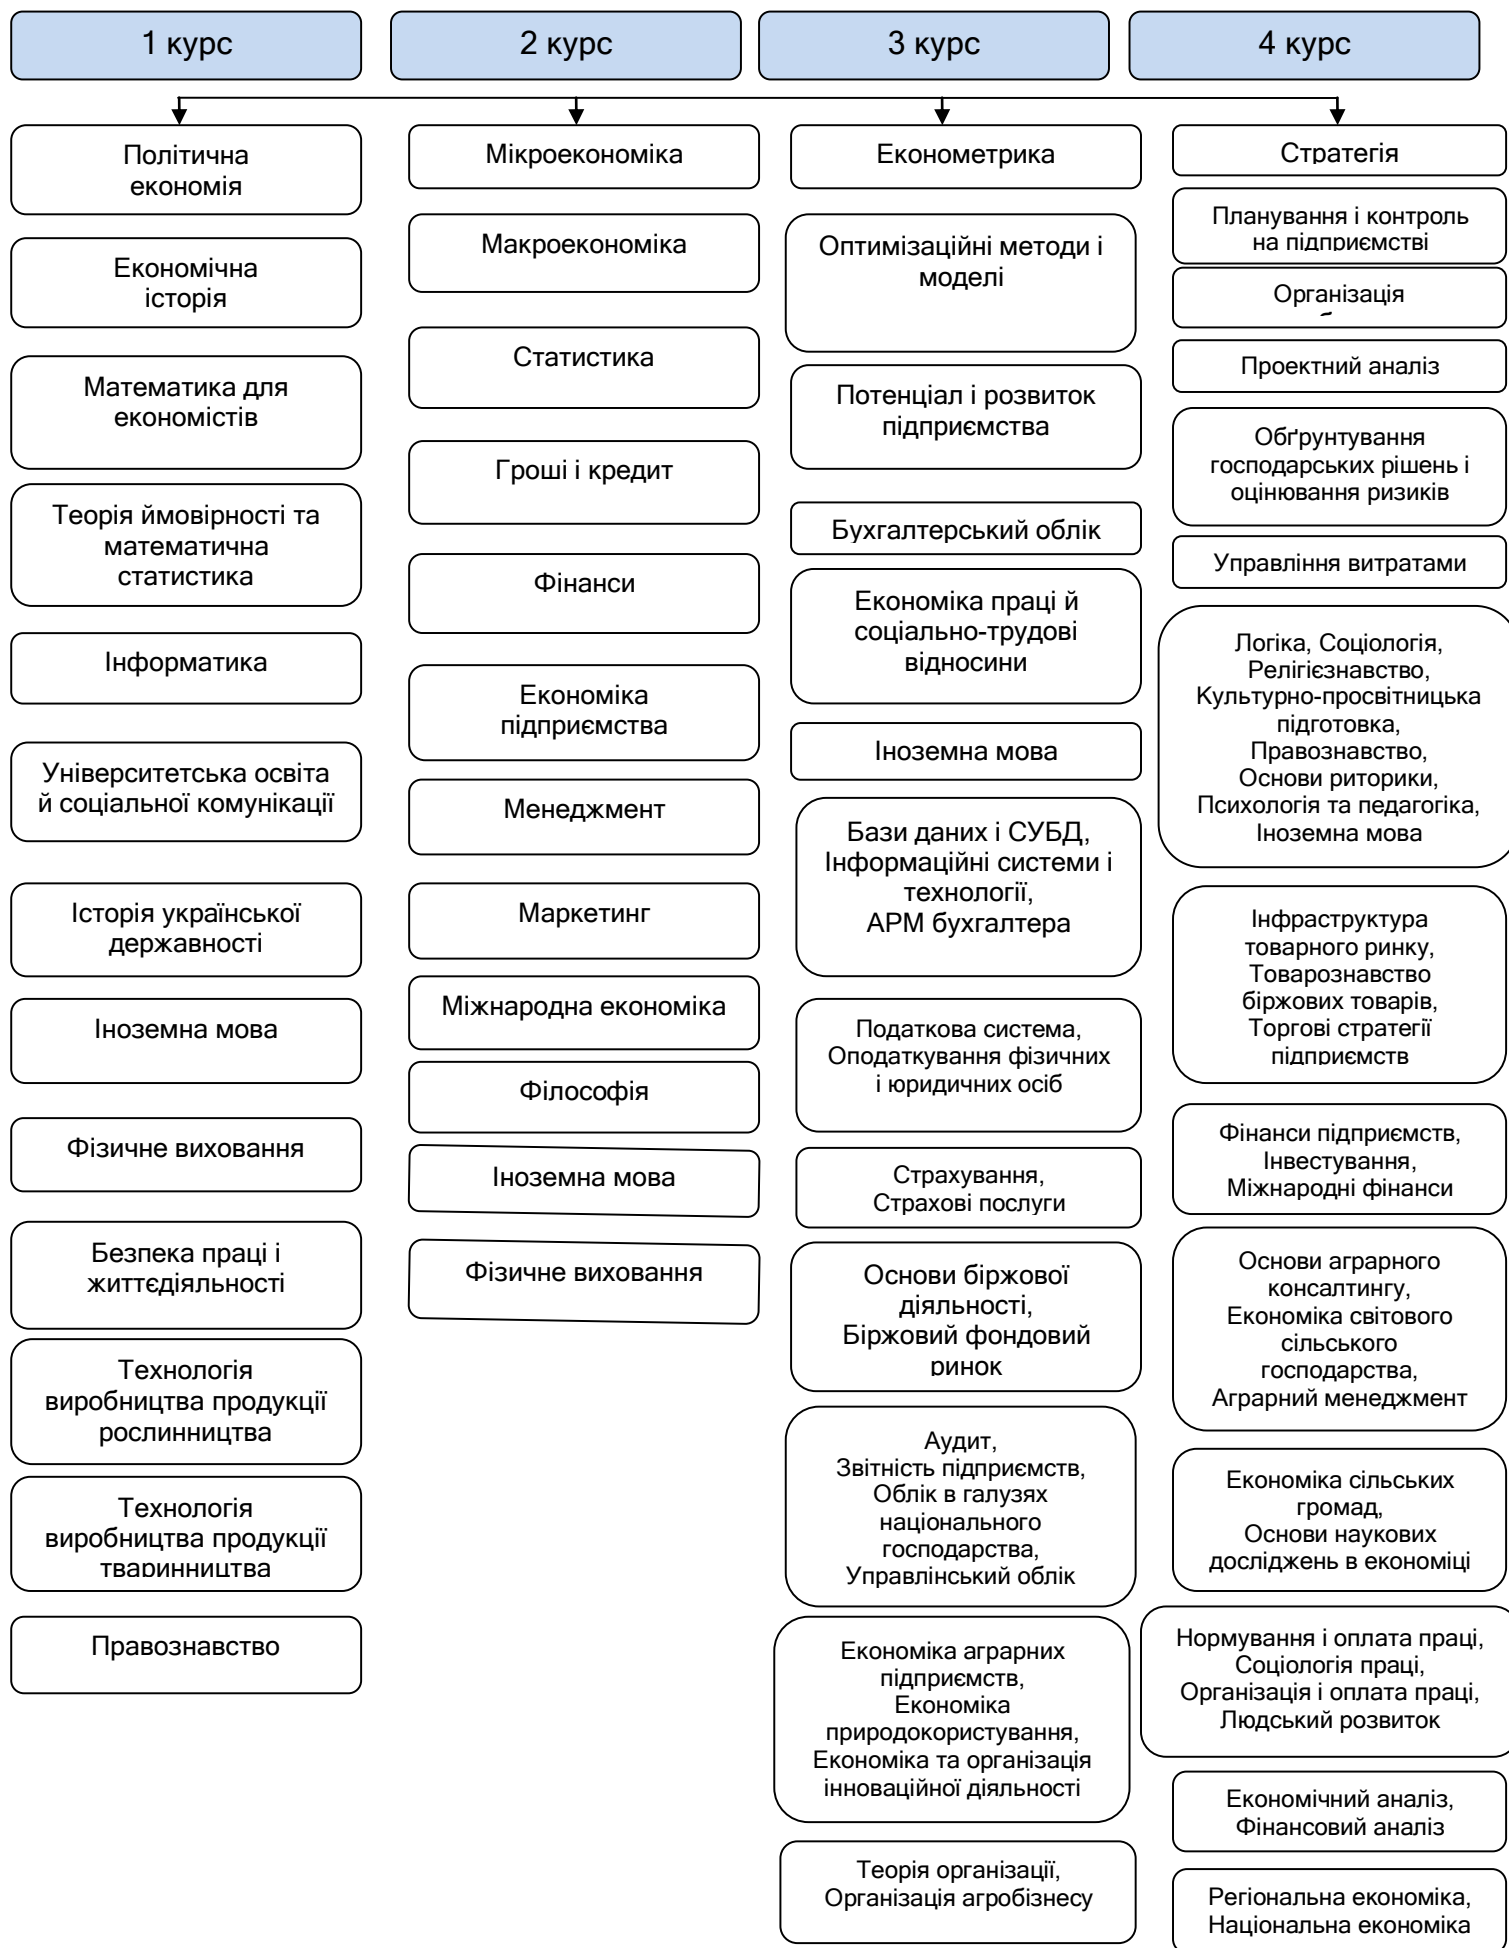 1 курс
2 курс
3 курс
4 курс
Політична
економія
Економічна
історія
Математика для
економістів
Теорія ймовірності та
математична
статистика
Інформатика
Університетська освіта
й соціальної комунікації
Історія української
державності
Іноземна мова
Фізичне виховання
Безпека праці і
життєдіяльності
Технологія
виробництва продукції
рослинництва
Технологія
виробництва продукції
тваринництва
Правознавство
Мікроекономіка
Макроекономіка
Статистика
Гроші і кредит
Фінанси
Економіка
підприємства
Менеджмент
Маркетинг
Міжнародна економіка
Філософія
Іноземна мова
Фізичне виховання
Економетрика
Оптимізаційні методи і
моделі
Потенціал і розвиток
підприємства
Бухгалтерський облік
Економіка праці й
соціально-трудові
відносини
Іноземна мова
Бази даних і СУБД,
Інформаційні системи і
технології,
АРМ бухгалтера
Податкова система,
Оподаткування фізичних
і юридичних осіб
Страхування,
Страхові послуги
Основи біржової
діяльності,
Біржовий фондовий
ринок
Аудит,
Звітність підприємств,
Облік в галузях
національного
господарства,
Управлінський облік
Економіка аграрних
підприємств,
Економіка
природокористування,
Економіка та організація
інноваційної діяльності
Теорія організації,
Організація агробізнесу
Стратегія
Планування і контроль
на підприємстві
Організація
Проектний аналіз
Обґрунтування
господарських рішень і
оцінювання ризиків
Управління витратами
Логіка, Соціологія,
Релігієзнавство,
Культурно-просвітницька
підготовка,
Правознавство,
Основи риторики,
Психологія та педагогіка,
Іноземна мова
Інфраструктура
товарного ринку,
Товарознавство
біржових товарів,
Торгові стратегії
підприємств
Фінанси підприємств,
Інвестування,
Міжнародні фінанси
Основи аграрного
консалтингу,
Економіка світового
сільського
господарства,
Аграрний менеджмент
Економіка сільських
громад,
Основи наукових
досліджень в економіці
Нормування і оплата праці,
Соціологія праці,
Організація і оплата праці,
Людський розвиток
Економічний аналіз,
Фінансовий аналіз
Регіональна економіка,
Національна економіка